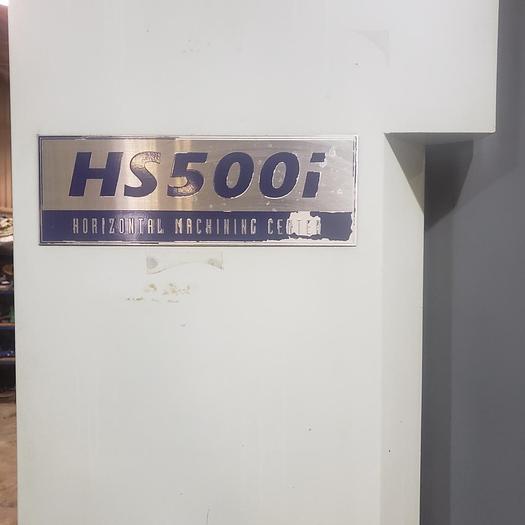 HS500i
HORIZONTAL MACHINING CENTER